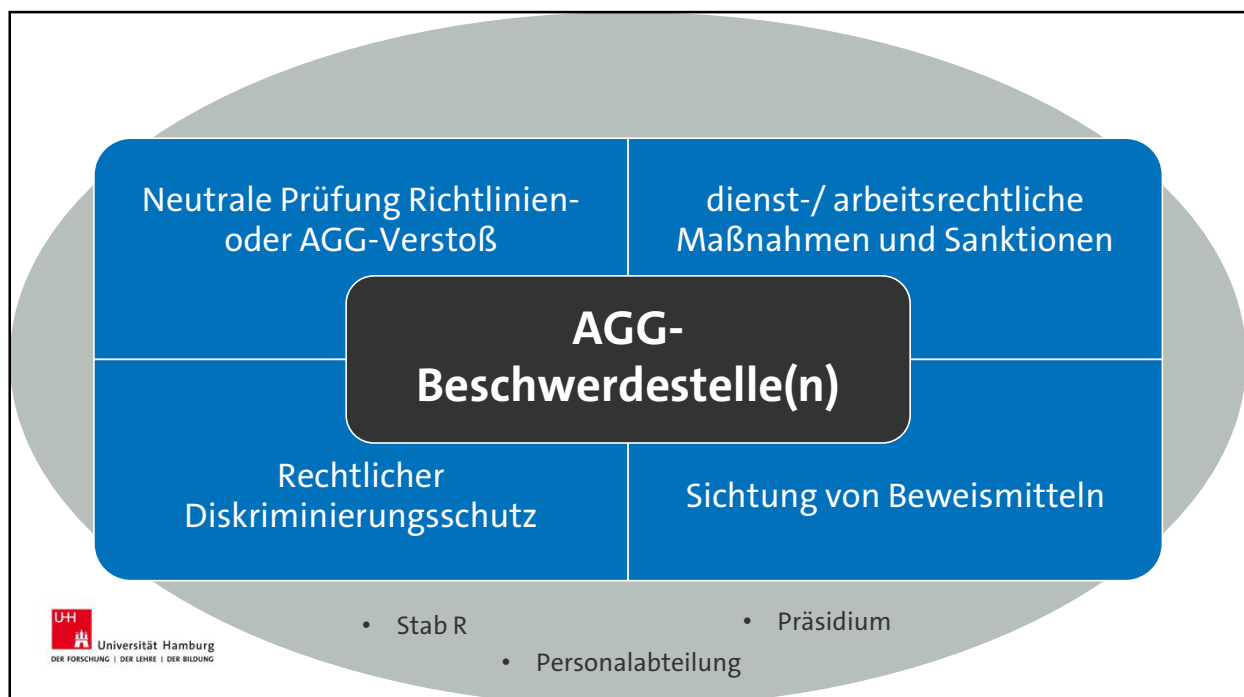 Neutrale Prüfung Richtlinien-
oder AGG-Verstoß
dienst-/ arbeitsrechtliche
Maßnahmen und Sanktionen
AGG-
Beschwerdestelle(n)
Rechtlicher
Diskriminierungsschutz
Sichtung von Beweismitteln
• Stab R
• Präsidium
• Personalabteilung
UHH
Universität Hamburg
DER FORSCHUNG | DER LEHRE | DER BILDUNG